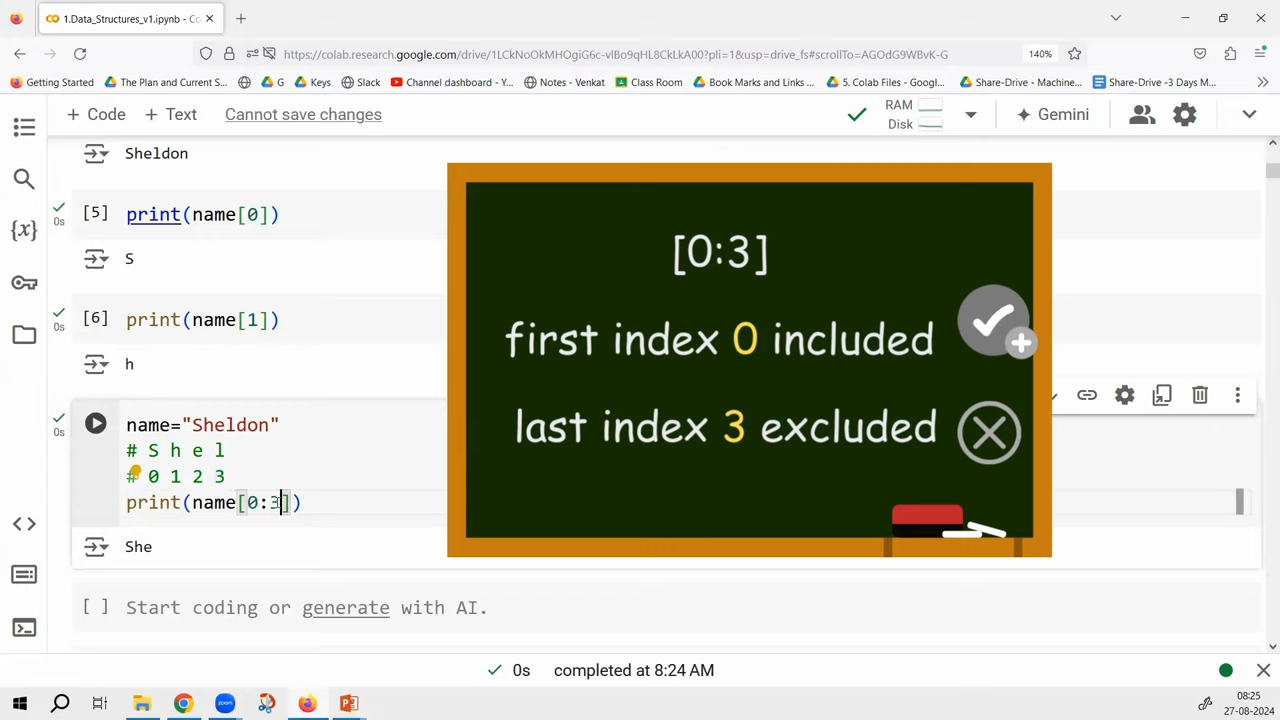 1.Data_Structures_v1.ipynb - Co
https://colab.research.google.com/drive/1LCkNoOkMHOgiG6c-vlBo9qHL8CkLkA00?pli=1&usp=drive_fs#scrollTo=AGOdG9WBvK-G
140%
Getting Started
The Plan and Current S...
G
Keys
Slack
Channel dashboard - Y...
Notes - Venkat
Class Room
Book Marks and Links ...
5. Colab Files - Googl...
Share-Drive - Machine...
Share-Drive -3 Days M...
+ Code
+ Text
Cannot save changes
RAM
Disk
Gemini
Sheldon
0s
[5]
print(name[0])
S
0s
[6]
print(name[1])
h
0s
name="Sheldon"
# S h e l
# 0 1 2 3
print(name[0:3])
She
[0:3]
first index 0 included
last index 3 excluded
[ ]
Start coding or generate with AI.
{x}
0s
completed at 8:24 AM
08:25
27-08-2024